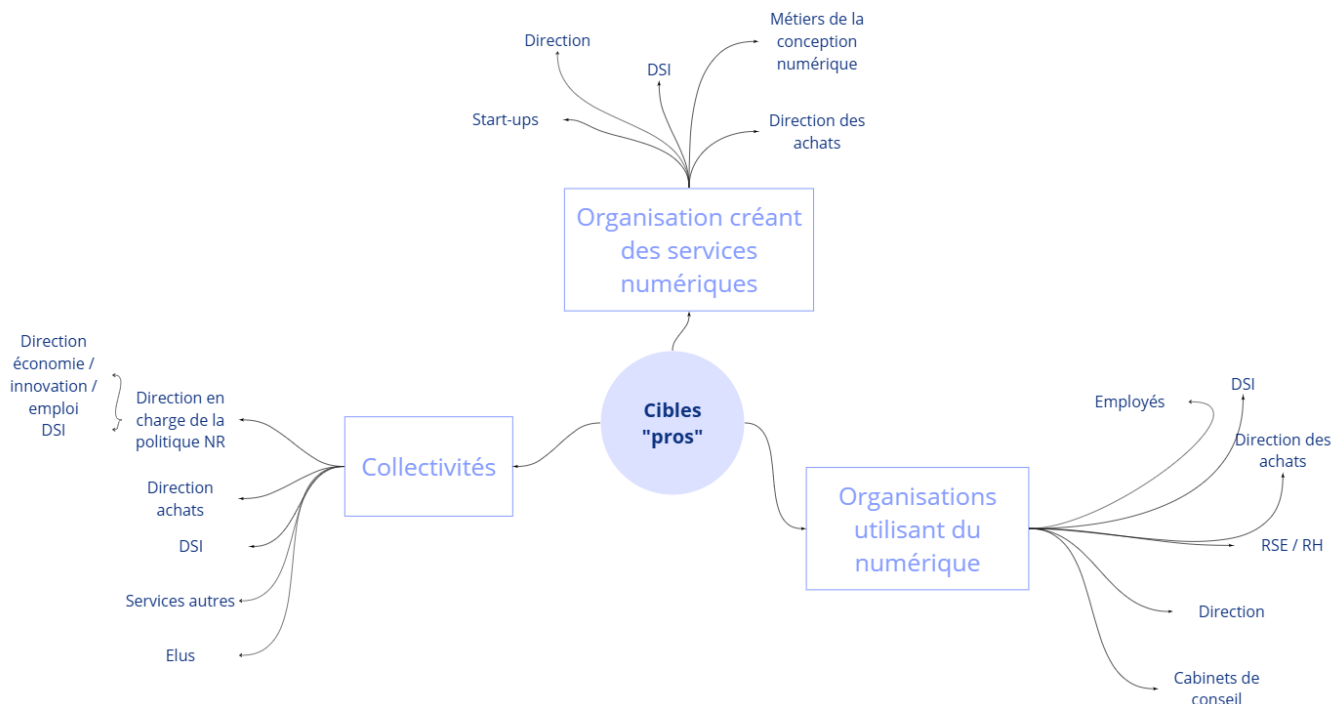 Métiers de la
conception
numérique
Direction
DSI
Start-ups
Direction des
achats
Organisation créant
des services
numériques
Cibles
"pros"
Direction
économie /
innovation /
emploi
DSI
Direction en
charge de la
politique NR
Direction
achats
DSI
Services autres
Elus
Collectivités
Organisations
utilisant du
numérique
Employés
DSI
Direction des
achats
RSE / RH
Direction
Cabinets de
conseil